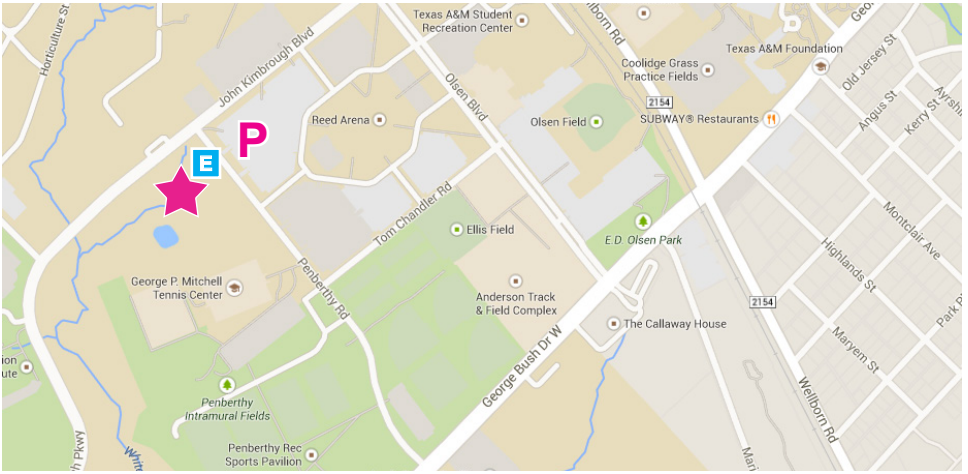 Horticulture St
John Kimbrough Blvd
Texas A&M Student
Recreation Center
Wellborn Rd
Coolidge Grass
Practice Fields
Texas A&M Foundation
Old Jersey St
Angus St
Kerry St
2154
SUBWAY® Restaurants
Olsen Blvd
Reed Arena
Olsen Field
P
E
Tom Chandler Rd
Ellis Field
E.D. Olsen Park
Montclair Ave
Highlands St
Penberthy Rd
George P. Mitchell
Tennis Center
Anderson Track
& Field Complex
2154
The Callaway House
Maryem St
George Bush Dr W
Wellborn Rd
Penberthy
Intramural Fields
Penberthy Rec
Sports Pavilion